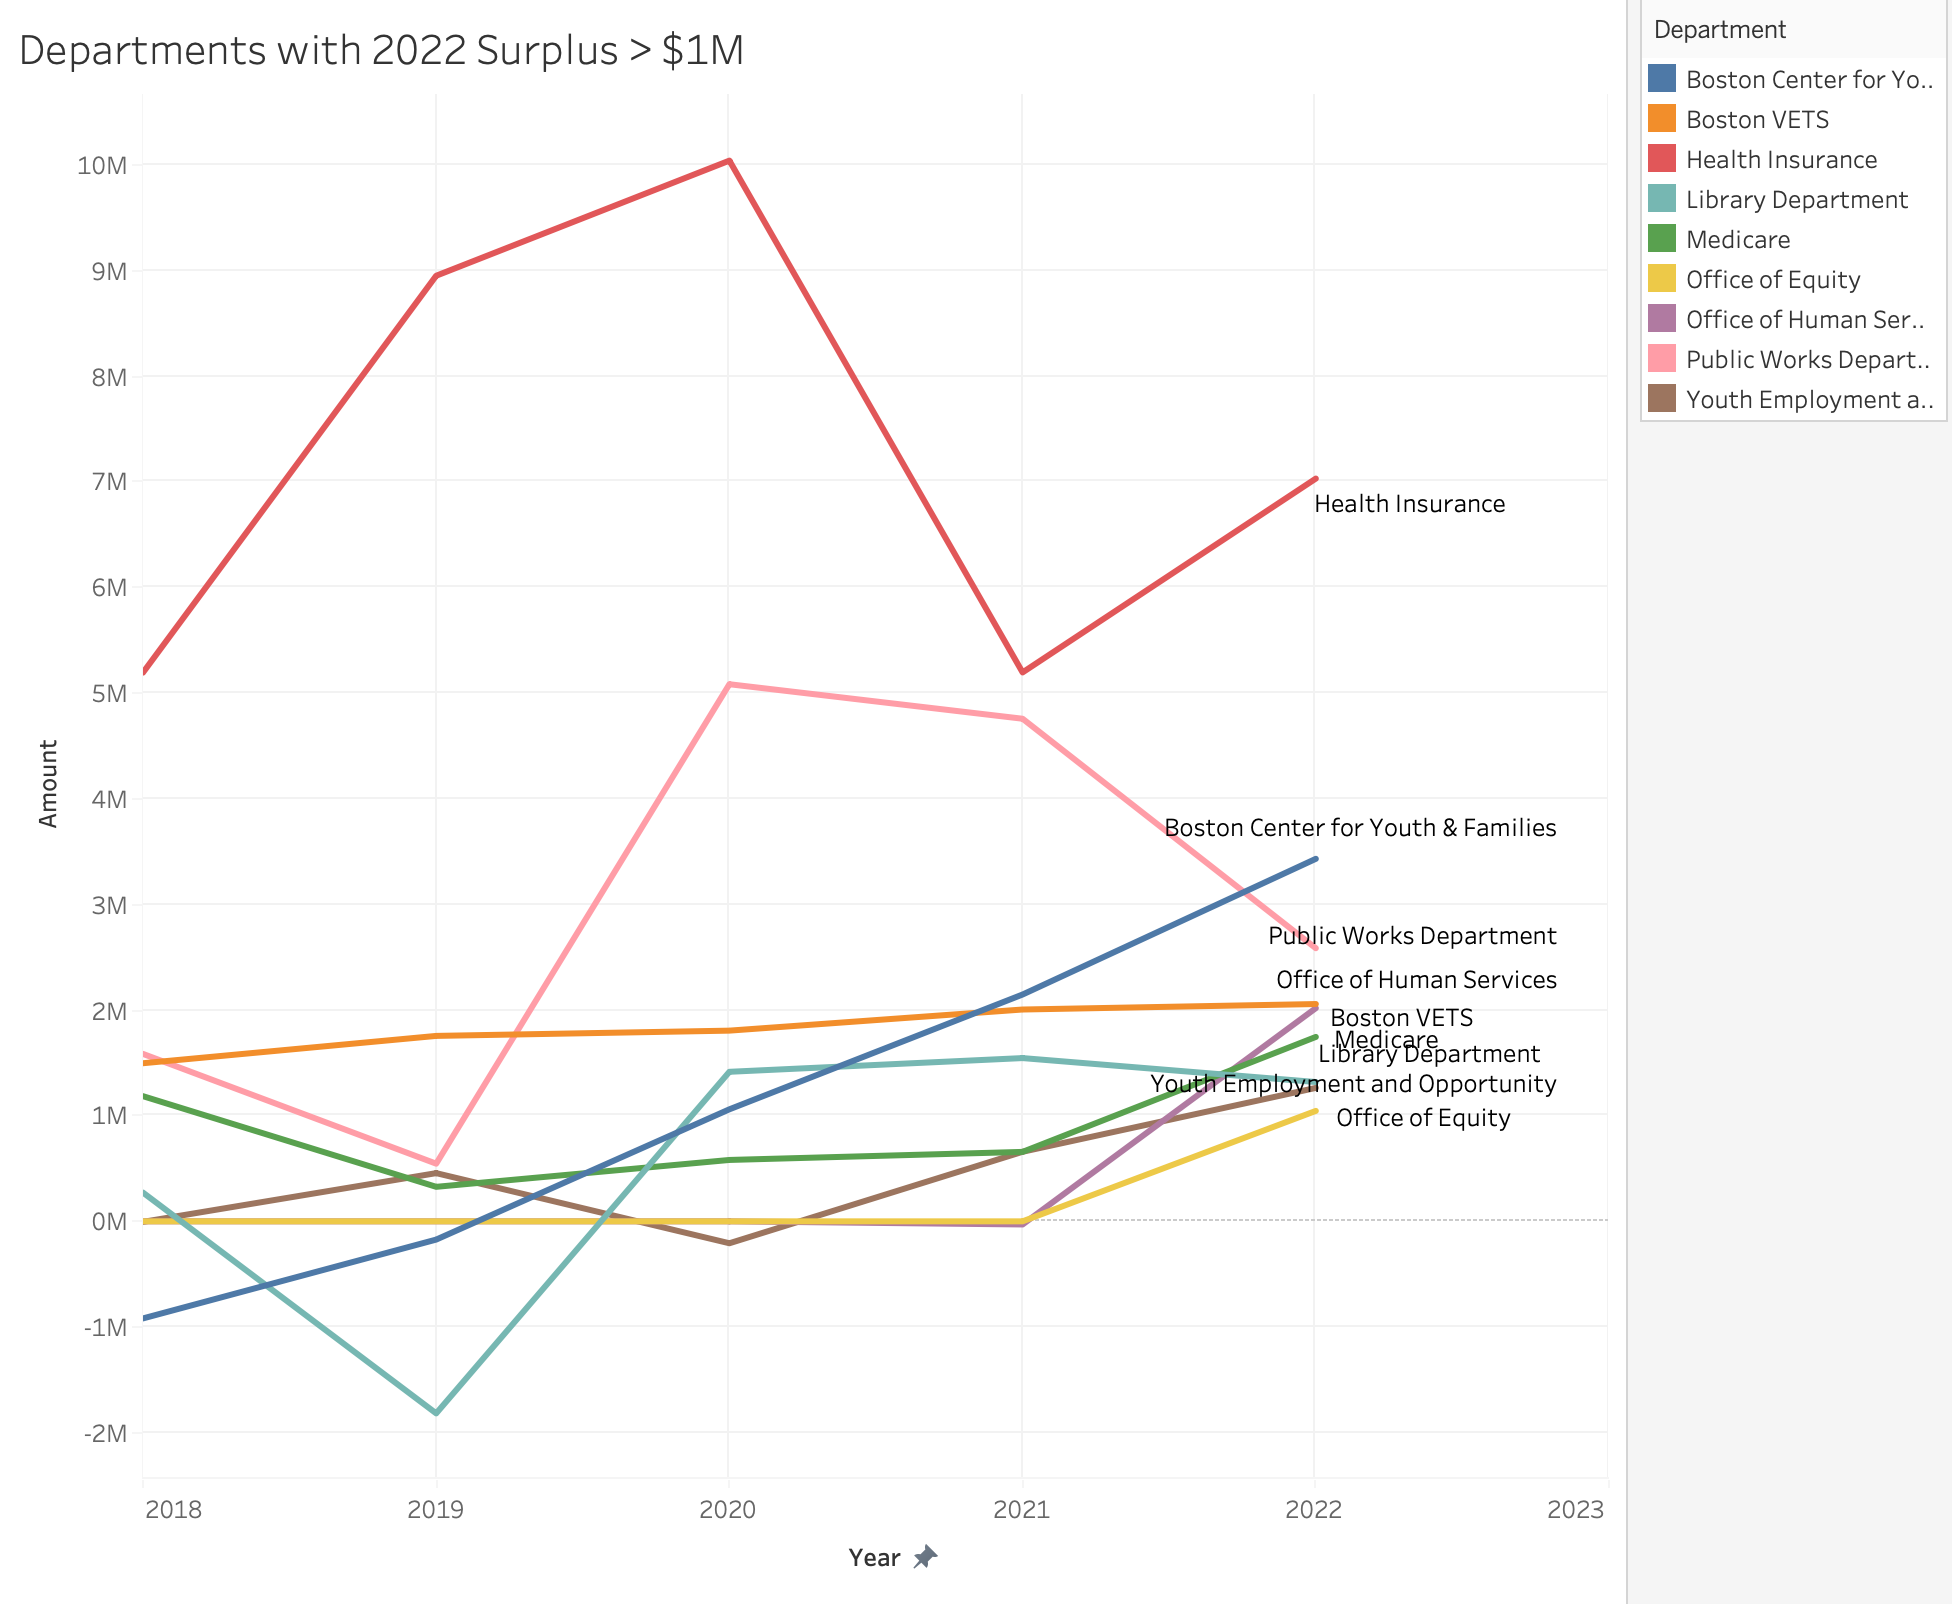 Departments with 2022 Surplus > $1M
Department
Boston Center for Yo..
Boston VETS
Health Insurance
Library Department
Medicare
Office of Equity
Office of Human Ser..
Public Works Depart..
Youth Employment a..
10M
9M
8M
7M
6M
5M
4M
3M
2M
1M
0M
-1M
-2M
Amount
Health Insurance
Boston Center for Youth & Families
Public Works Department
Office of Human Services
Boston VETS
Medicare
Library Department
Youth Employment and Opportunity
Office of Equity
2018
2019
2020
2021
2022
2023
Year